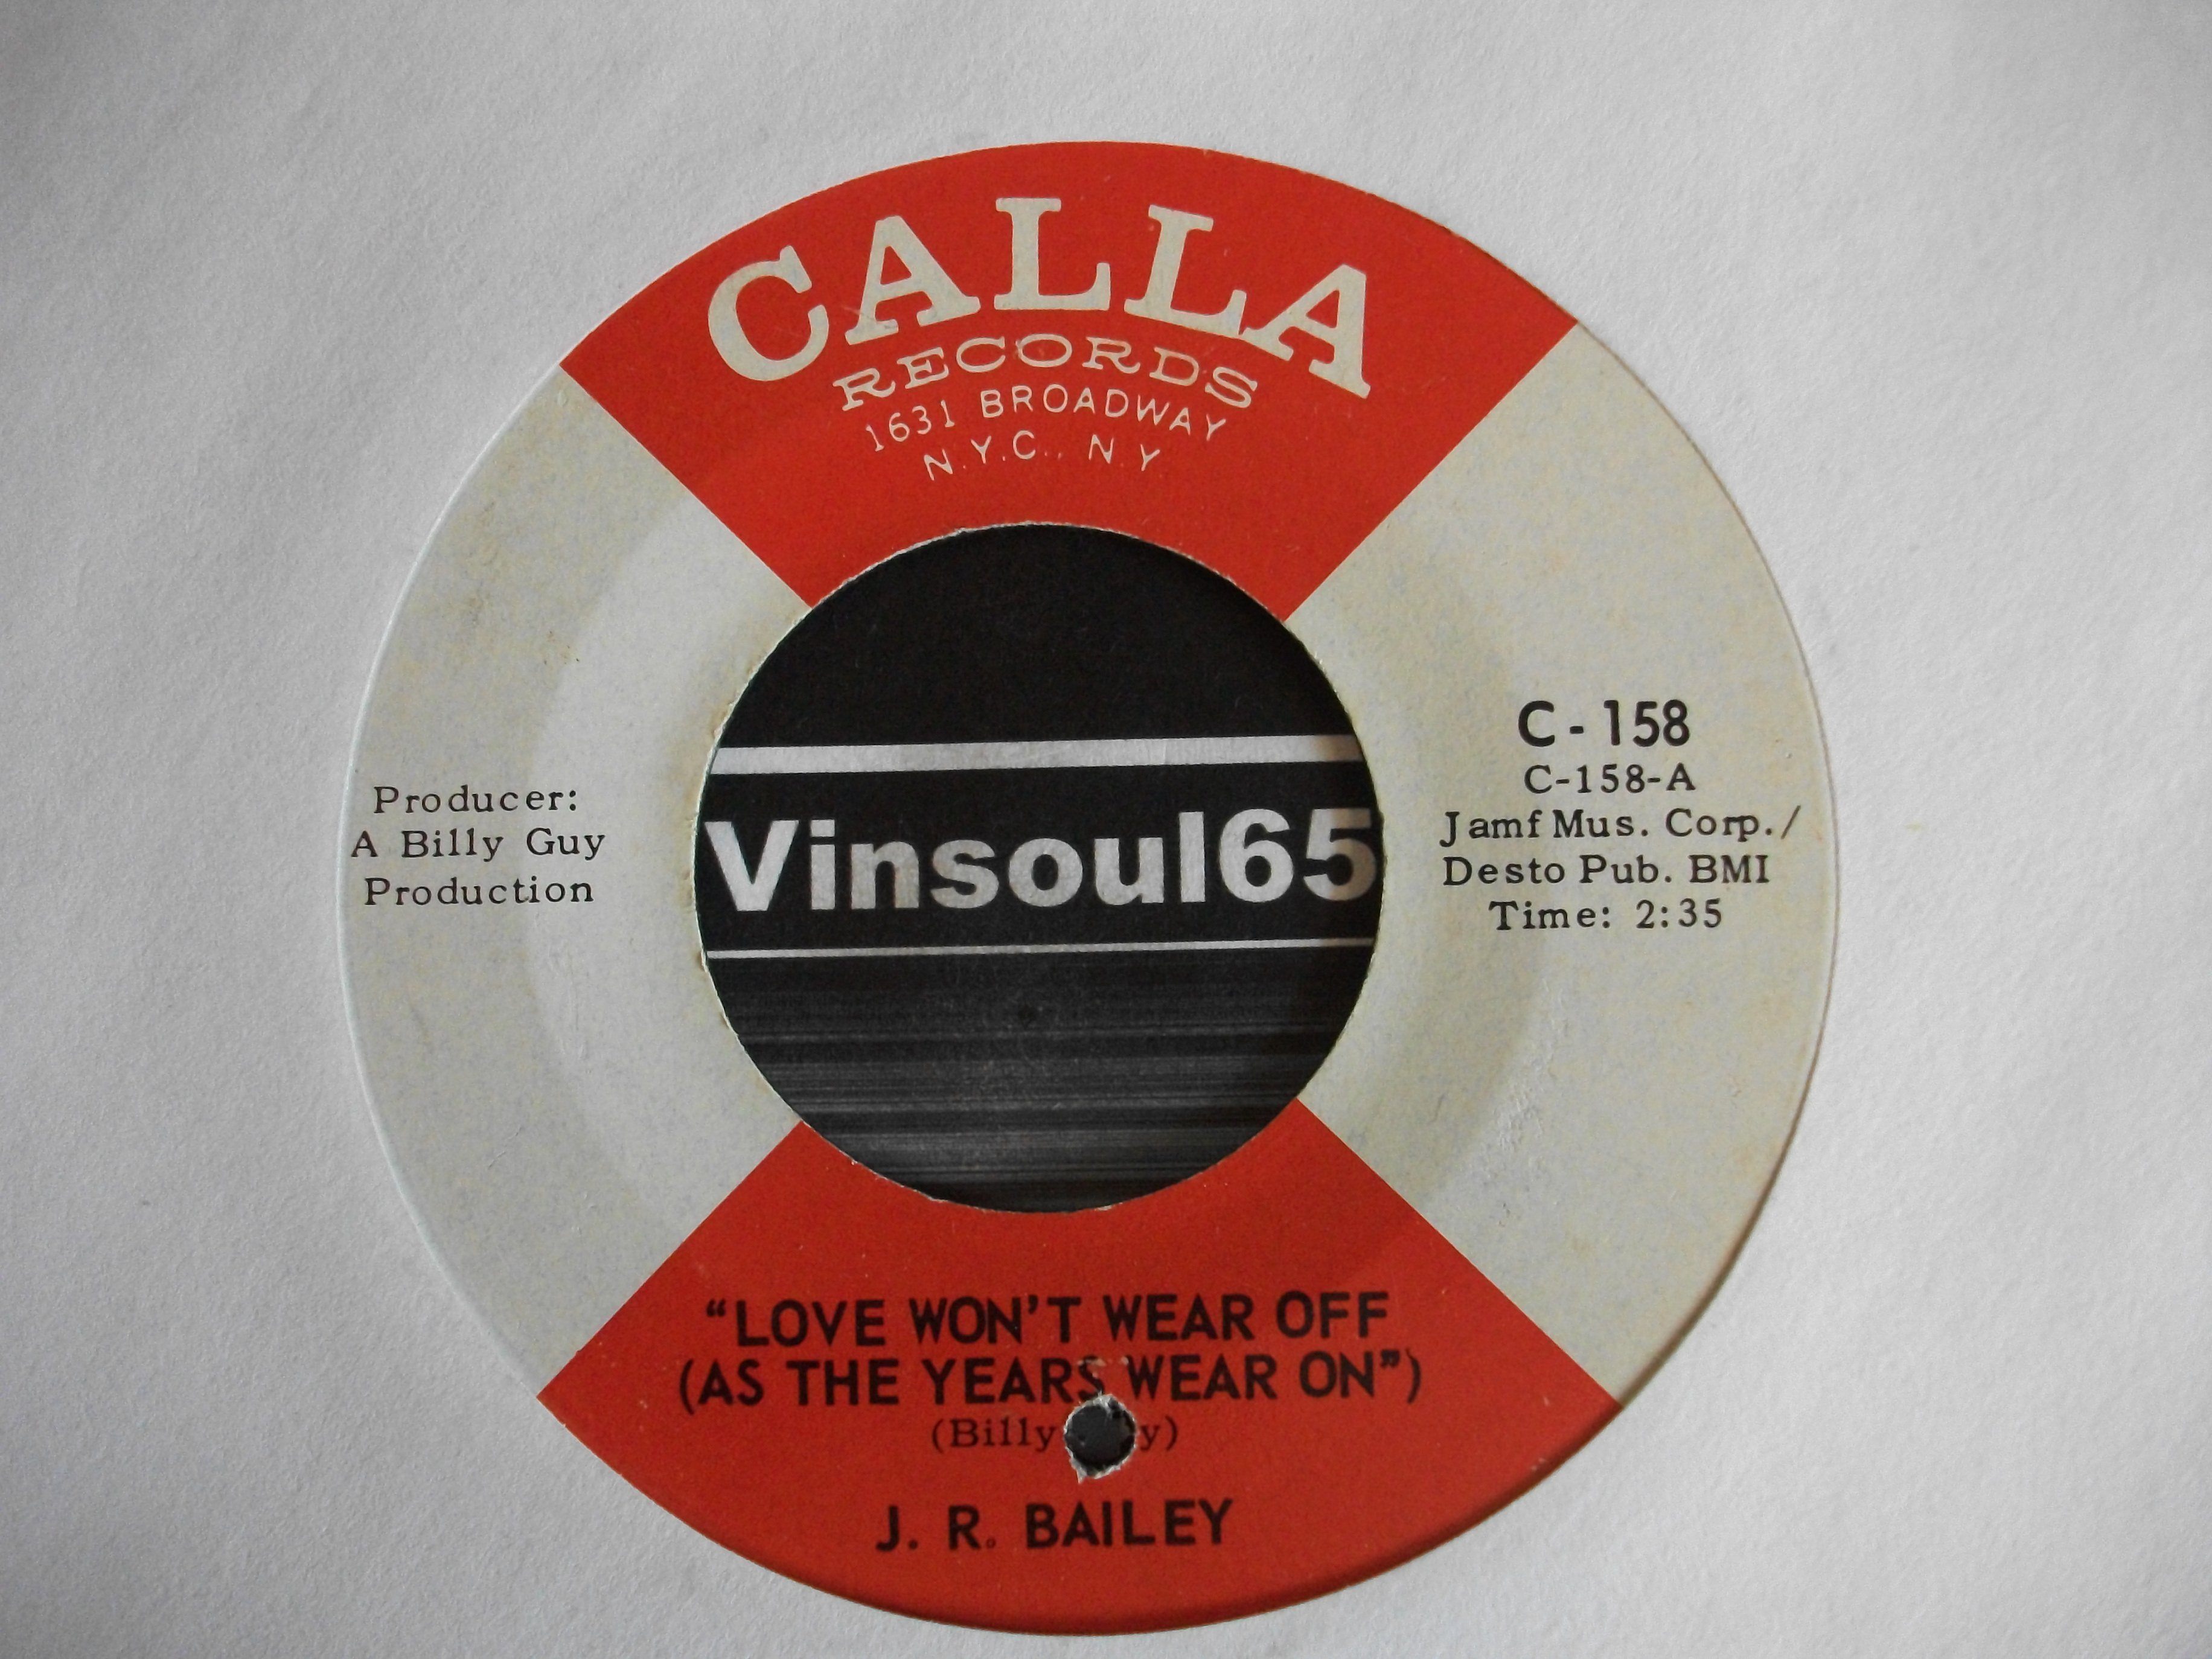 CALLA
RECORDS
1631 BROADWAY
N.Y.C., N.Y
Producer:
A Billy Guy
Production
Vinsoul65
C-158
C-158-A
Jamf Mus. Corp./
Desto Pub. BMI
Time: 2:35
“LOVE WON’T WEAR OFF
(AS THE YEARS WEAR ON”)
(Billy
J. R. BAILEY